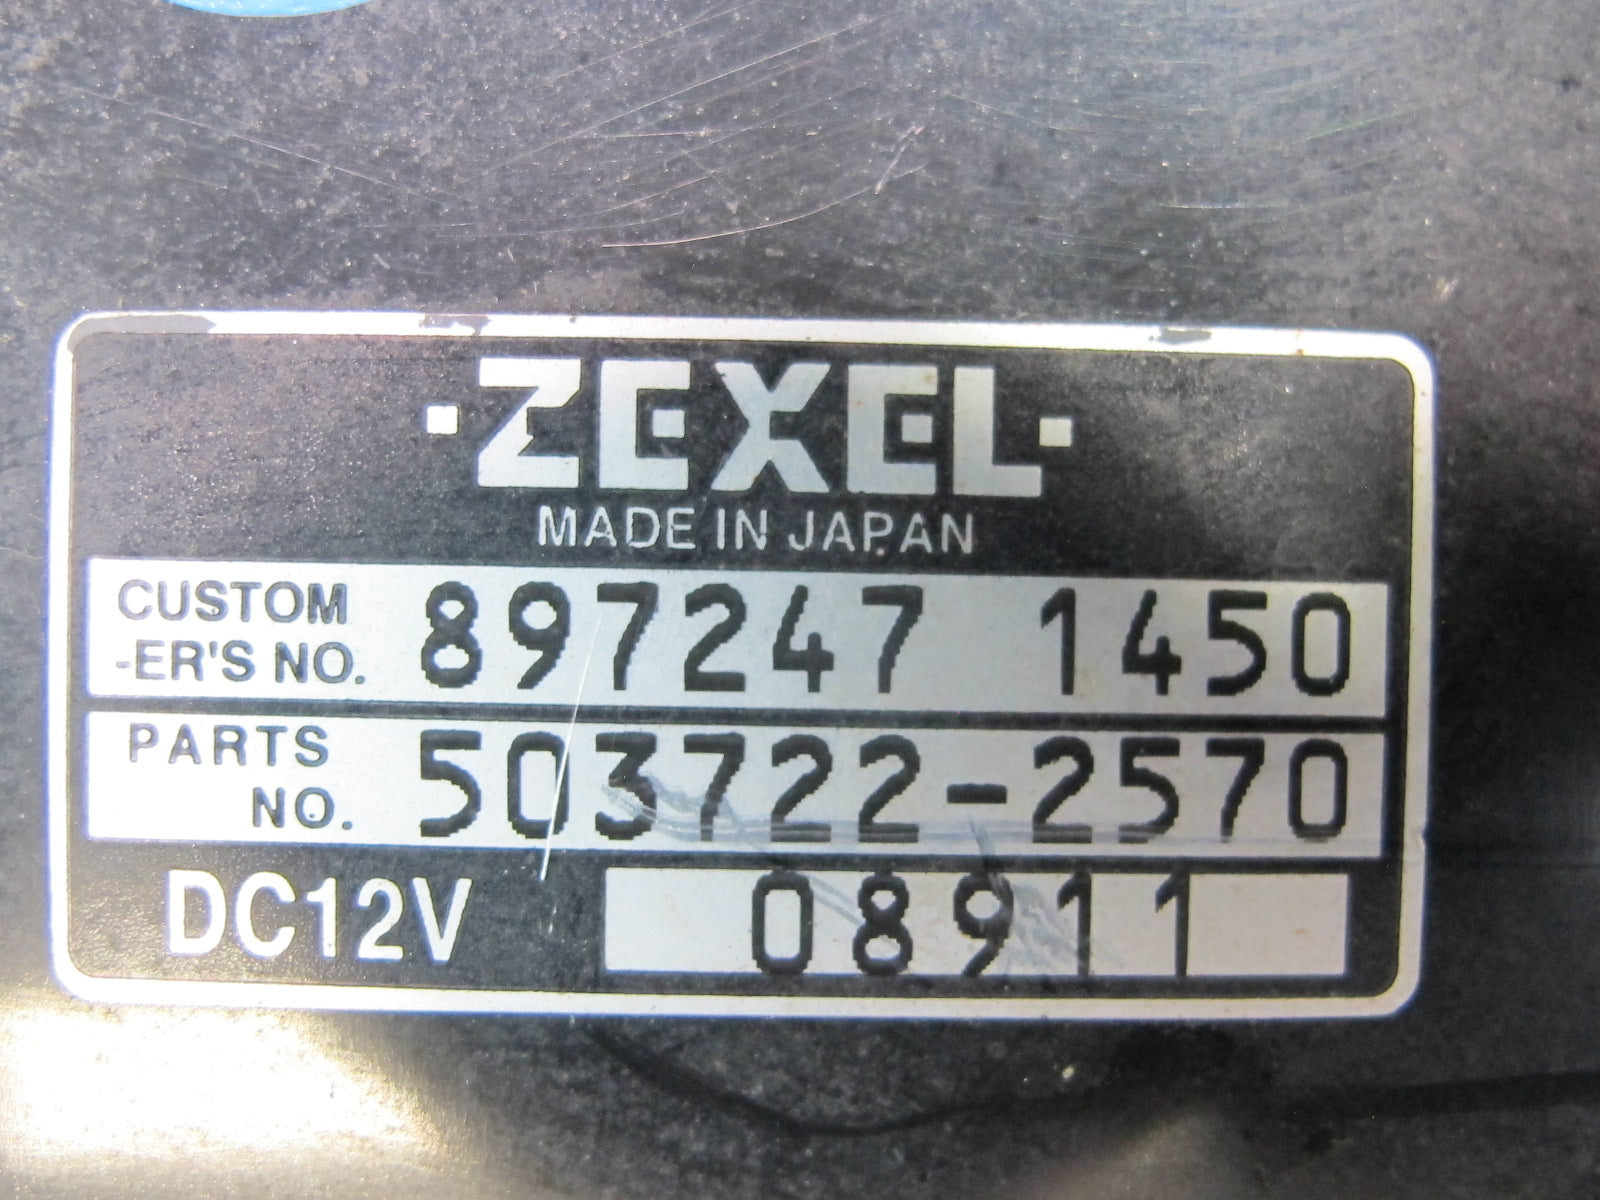 ·ZEXEL·
MADE IN JAPAN
CUSTOM
-ER'S NO. 897247 1450
PARTS
NO. 503722-2570
DC12V 08911